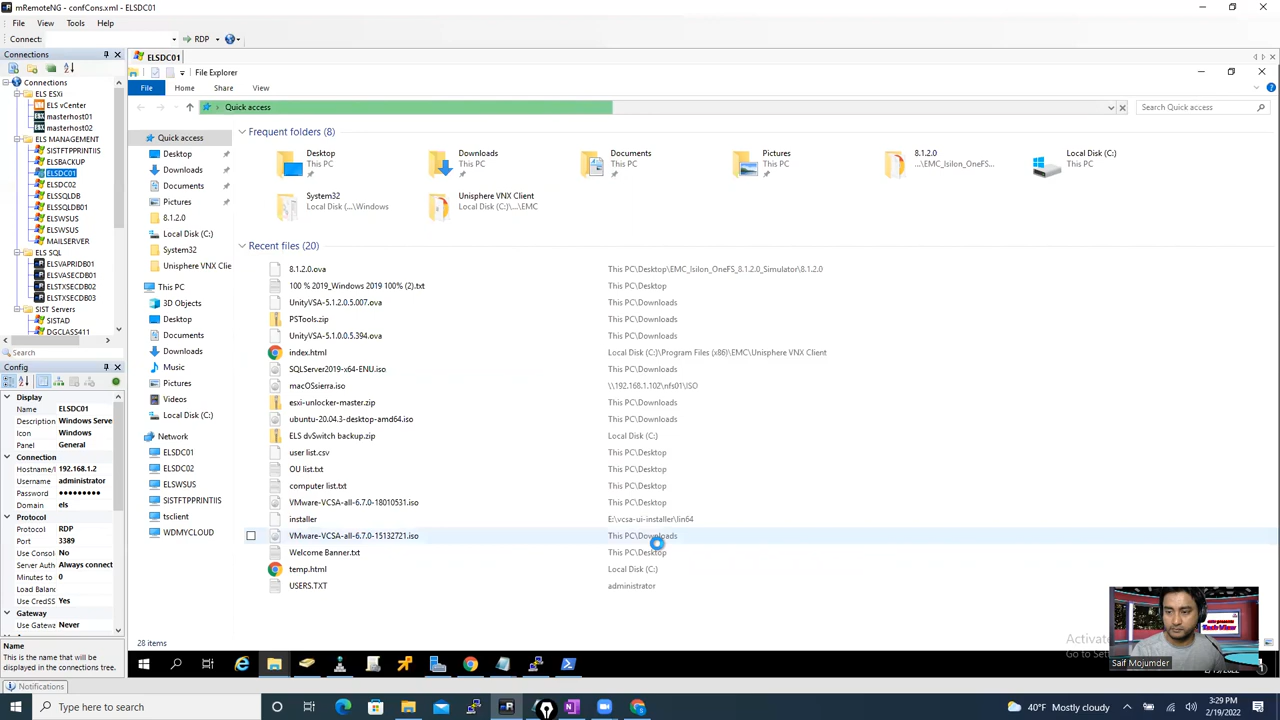 mRemoteNG - confCons.xml - ELSDC01
File View Tools Help
Connect: RDP
Connections
ELSDC01
File Explorer
File Home Share View
Quick access
Search Quick access
Connections
ELS ESXi
ELS vCenter
masterhost01
masterhost02
ELS MANAGEMENT
SISTFTPPRINTIIS
ELSBACKUP
ELSDC01
ELSDC02
ELSSQLDB
ELSSQLDB01
ELSWSUS
ELSWSUS
MAILSERVER
ELS SQL
ELSVAPRIDB01
ELSVASECDB01
ELSTXSECDB02
ELSTXSECDB03
SIST Servers
SISTAD
DGCLASS411
Search
Config
Display
Name ELSDC01
Description Windows Serve
Icon Windows
Panel General
Connection
Hostname/I 192.168.1.2
Username administrator
Password ●●●●●●●●●
Domain els
Protocol
Protocol RDP
Port 3389
Use Consol No
Server Auth Always connect
Minutes to 0
Load Balanc
Use CredSS Yes
Gateway
Use Gatewa Never
Name
This is the name that will be
displayed in the connections tree.
Notifications
Quick access
Desktop
Downloads
Documents
Pictures
8.1.2.0
Local Disk (C:)
System32
Unisphere VNX Clie
This PC
3D Objects
Desktop
Documents
Downloads
Music
Pictures
Videos
Local Disk (C:)
Network
ELSDC01
ELSDC02
ELSWSUS
SISTFTPPRINTIIS
tsclient
WDMYCLOUD
Frequent folders (8)
Desktop
This PC
Downloads
This PC
Documents
This PC
Pictures
This PC
8.1.2.0
...\EMC_Isilon_OneFS...
Local Disk (C:)
This PC
System32
Local Disk (...\Windows
Unisphere VNX Client
Local Disk (C:)\...\EMC
Recent files (20)
8.1.2.0.ova This PC\Desktop\EMC_Isilon_OneFS_8.1.2.0_Simulator\8.1.2.0
100 % 2019_Windows 2019 100% (2).txt This PC\Desktop
UnityVSA-5.1.2.0.5.007.ova This PC\Downloads
PSTools.zip This PC\Downloads
UnityVSA-5.1.0.0.5.394.ova This PC\Downloads
index.html Local Disk (C:)\Program Files (x86)\EMC\Unisphere VNX Client
SQLServer2019-x64-ENU.iso This PC\Downloads
macOSsierra.iso \\192.168.1.102\nfs01\ISO
esxi-unlocker-master.zip This PC\Downloads
ubuntu-20.04.3-desktop-amd64.iso This PC\Downloads
ELS dvSwitch backup.zip Local Disk (C:)
user list.csv This PC\Desktop
OU list.txt This PC\Desktop
computer list.txt This PC\Desktop
VMware-VCSA-all-6.7.0-18010531.iso This PC\Desktop
installer E:\vcsa-ui-installer\lin64
VMware-VCSA-all-6.7.0-15132721.iso This PC\Downloads
Welcome Banner.txt This PC\Desktop
temp.html Local Disk (C:)
USERS.TXT administrator
28 items
Activate
Go to Set
Tech View
Saif Mojumder
Type here to search
40°F Mostly cloudy
3:29 PM
2/19/2022